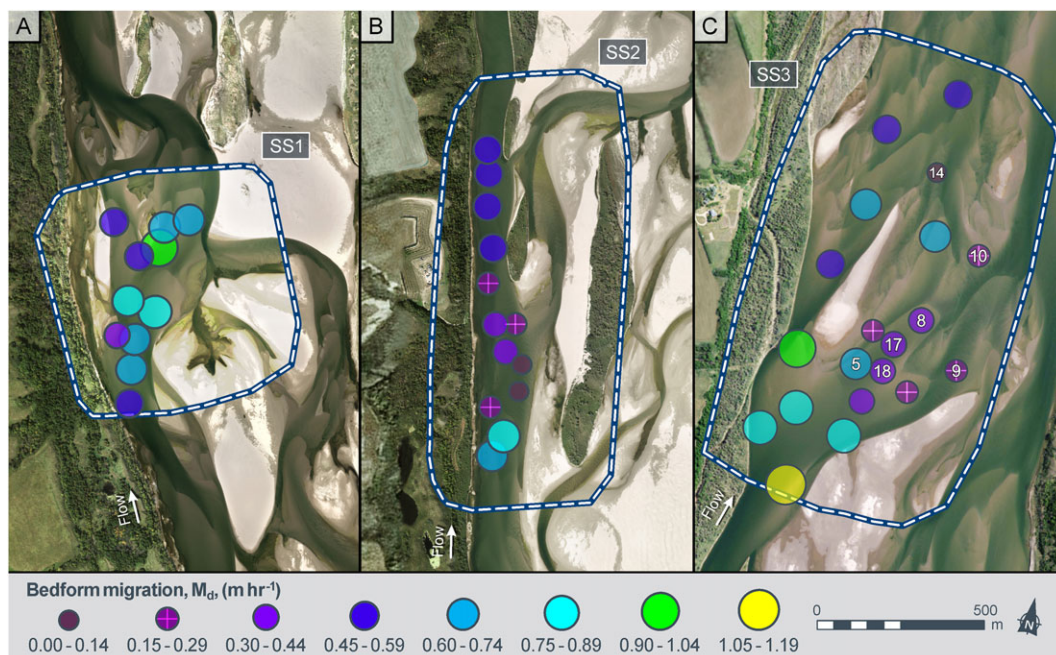 A
SS1
Flow
B
SS2
Flow
C
SS3
14
10
8
17
5
18
9
Flow
Bedform migration, M_d, (m hr⁻¹)
0.00 - 0.14
0.15 - 0.29
0.30 - 0.44
0.45 - 0.59
0.60 - 0.74
0.75 - 0.89
0.90 - 1.04
1.05 - 1.19
0 500
m
N